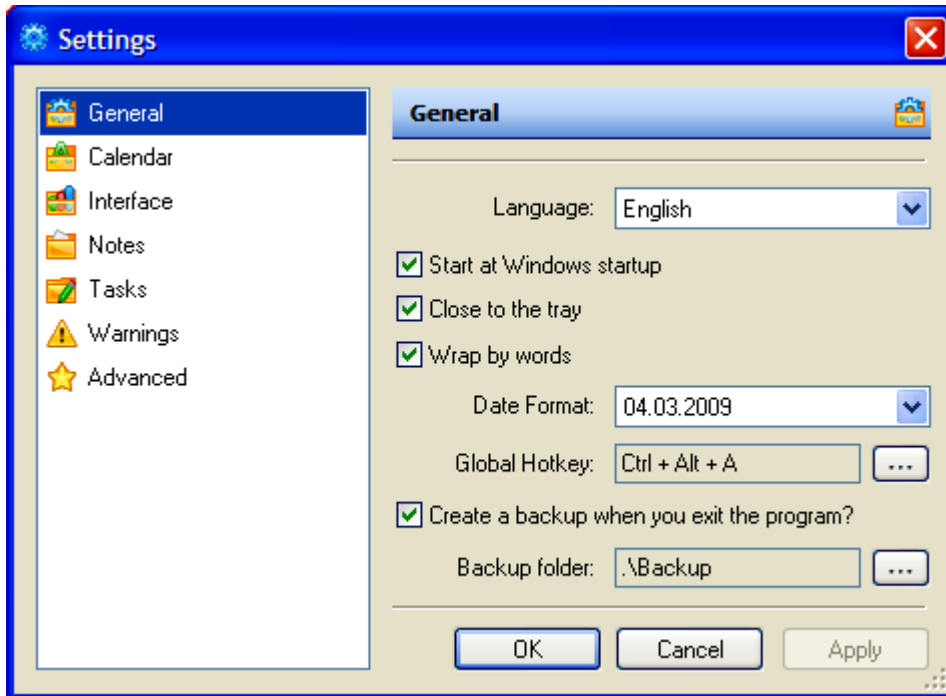 Settings
General
Calendar
Interface
Notes
Tasks
Warnings
Advanced
General
Language: English
Start at Windows startup
Close to the tray
Wrap by words
Date Format: 04.03.2009
Global Hotkey: Ctrl + Alt + A ...
Create a backup when you exit the program?
Backup folder: .\Backup ...
OK Cancel Apply